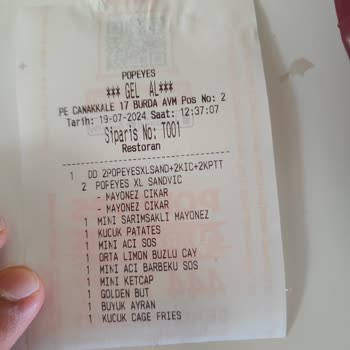 POPEYES
*** GEL AL***
PE CANAKKALE 17 BURDA AVM Pos No: 2
Tarih: 19-07-2024 Saat: 12:37:07
Siparis No: T001
Restoran
1 DD 2POPEYESXLSAND+2KIC+2KPTT
2 POPEYES XL SANDVIC
- MAYONEZ CIKAR
- MAYONEZ CIKAR
1 MINI SARIMSAKLI MAYONEZ
1 KUCUK PATATES
1 MINI ACI SOS
1 ORTA LIMON BUZLU CAY
1 MINI ACI BARBEKU SOS
1 MINI KETCAP
1 GOLDEN BUT
1 BUYUK AYRAN
1 KUCUK CAGE FRIES